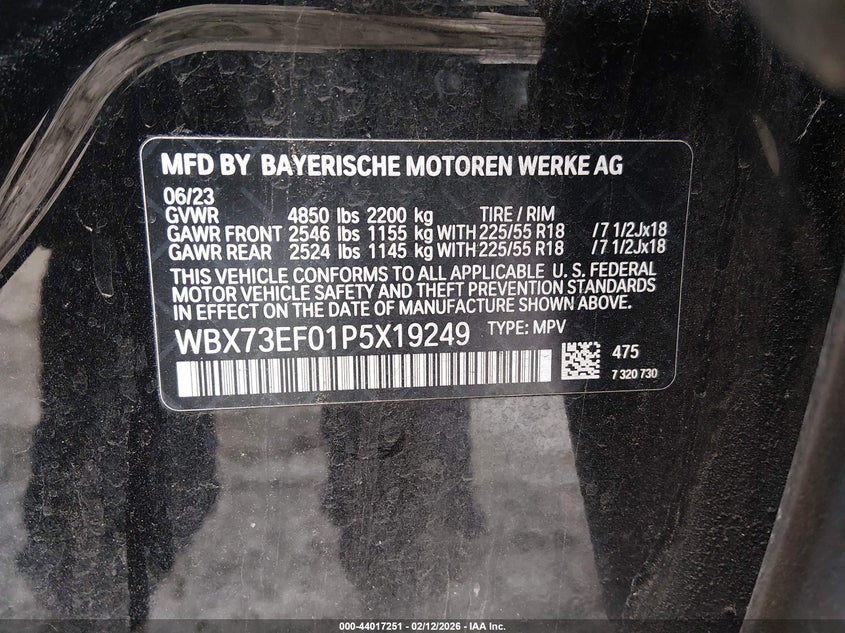 MFD BY BAYERISCHE MOTOREN WERKE AG
06/23
GVWR 4850 lbs 2200 kg TIRE / RIM
GAWR FRONT 2546 lbs 1155 kg WITH 225/55 R18 /7 1/2Jx18
GAWR REAR 2524 lbs 1145 kg WITH 225/55 R18 /7 1/2Jx18
THIS VEHICLE CONFORMS TO ALL APPLICABLE U. S. FEDERAL
MOTOR VEHICLE SAFETY AND THEFT PREVENTION STANDARDS
IN EFFECT ON THE DATE OF MANUFACTURE SHOWN ABOVE.
WBX73EF01P5X19249 TYPE: MPV
475
7 320 730
000-44017251 - 02/12/2026 - IAA Inc.